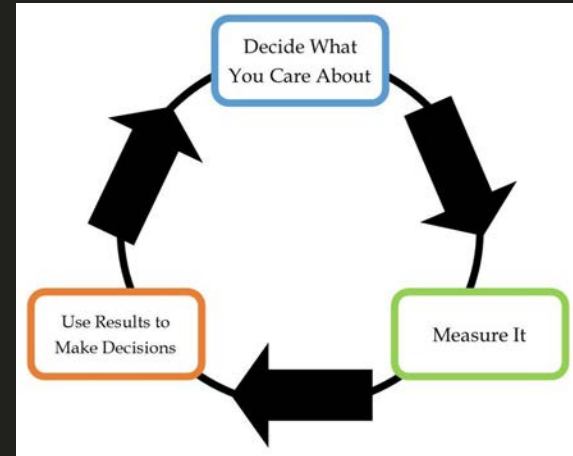 Decide What
You Care About
Measure It
Use Results to
Make Decisions